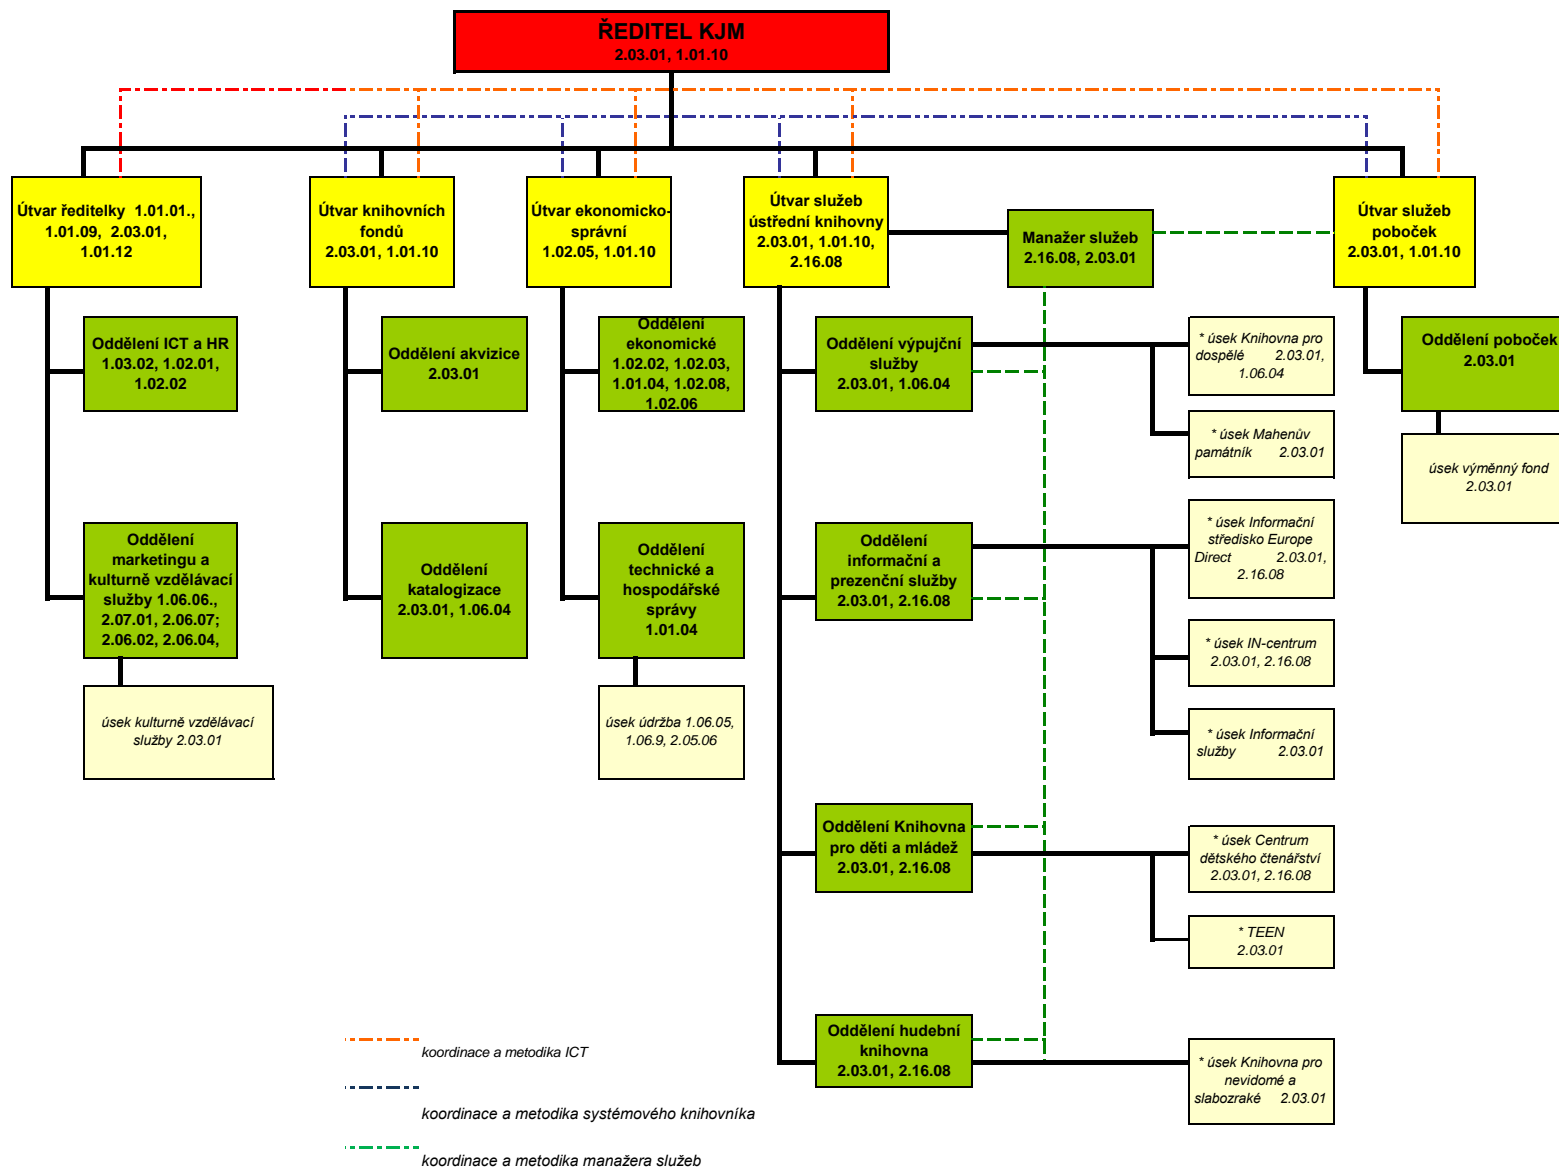 ŘEDITEL KJM
2.03.01, 1.01.10
Útvar ředitelky 1.01.01.,
1.01.09, 2.03.01,
1.01.12
Útvar knihovních
fondů
2.03.01, 1.01.10
Útvar ekonomicko-
správní
1.02.05, 1.01.10
Útvar služeb
ústřední knihovny
2.03.01, 1.01.10,
2.16.08
Manažer služeb
2.16.08, 2.03.01
Útvar služeb
poboček
2.03.01, 1.01.10
Oddělení ICT a HR
1.03.02, 1.02.01,
1.02.02
Oddělení akvizice
2.03.01
Oddělení
ekonomické
1.02.02, 1.02.03,
1.01.04, 1.02.08,
1.02.06
Oddělení výpujční
služby
2.03.01, 1.06.04
* úsek Knihovna pro
dospělé 2.03.01,
1.06.04
Oddělení poboček
2.03.01
* úsek Mahenův
památník 2.03.01
úsek výměnný fond
2.03.01
Oddělení
marketingu a
kulturně vzdělávací
služby 1.06.06.,
2.07.01, 2.06.07;
2.06.02, 2.06.04,
Oddělení
katalogizace
2.03.01, 1.06.04
Oddělení
technické a
hospodářské
správy
1.01.04
Oddělení
informační a
prezenční služby
2.03.01, 2.16.08
* úsek Informační
středisko Europe
Direct 2.03.01,
2.16.08
* úsek IN-centrum
2.03.01, 2.16.08
úsek kulturně vzdělávací
služby 2.03.01
úsek údržba 1.06.05,
1.06.9, 2.05.06
* úsek Informační
služby 2.03.01
Oddělení Knihovna
pro děti a mládež
2.03.01, 2.16.08
* úsek Centrum
dětského čtenářství
2.03.01, 2.16.08
* TEEN
2.03.01
Oddělení hudební
knihovna
2.03.01, 2.16.08
* úsek Knihovna pro
nevidomé a
slabozraké 2.03.01
koordinace a metodika ICT
koordinace a metodika systémového knihovníka
koordinace a metodika manažera služeb